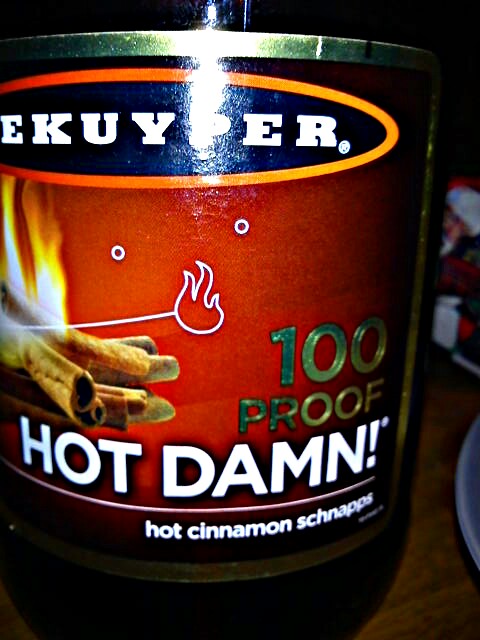 EKUYPER®
100
PROOF
HOT DAMN!®
hot cinnamon schnapps